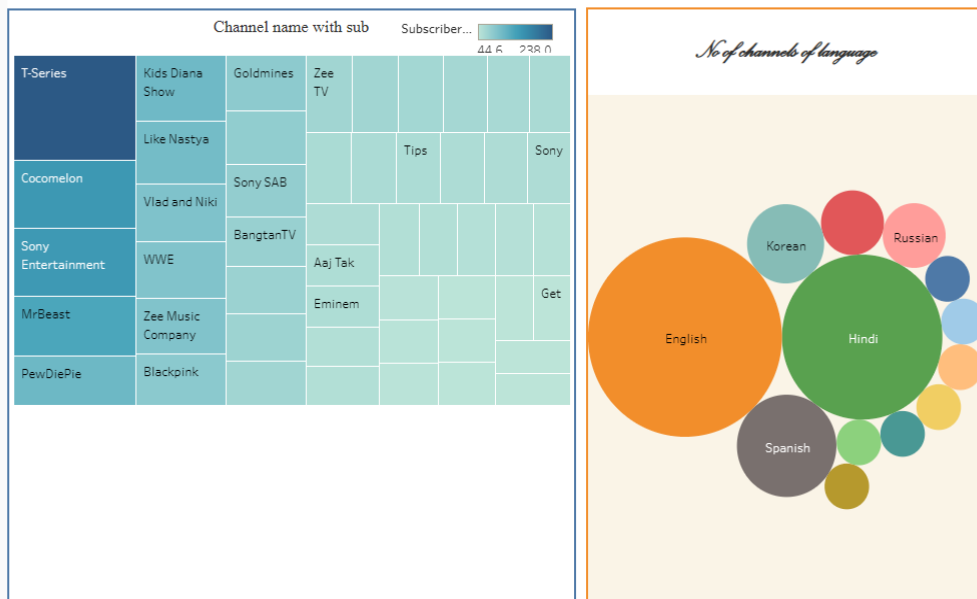 Channel name with sub
Subscriber...
44.6
238.0
T-Series
Cocomelon
Sony
Entertainment
MrBeast
PewDiePie
Kids Diana
Show
Like Nastya
Vlad and Niki
WWE
Zee Music
Company
Blackpink
Goldmines
Sony SAB
BangtanTV
Zee
TV
Tips
Sony
Aaj Tak
Eminem
Get
No of channels of language
Korean
Russian
English
Hindi
Spanish